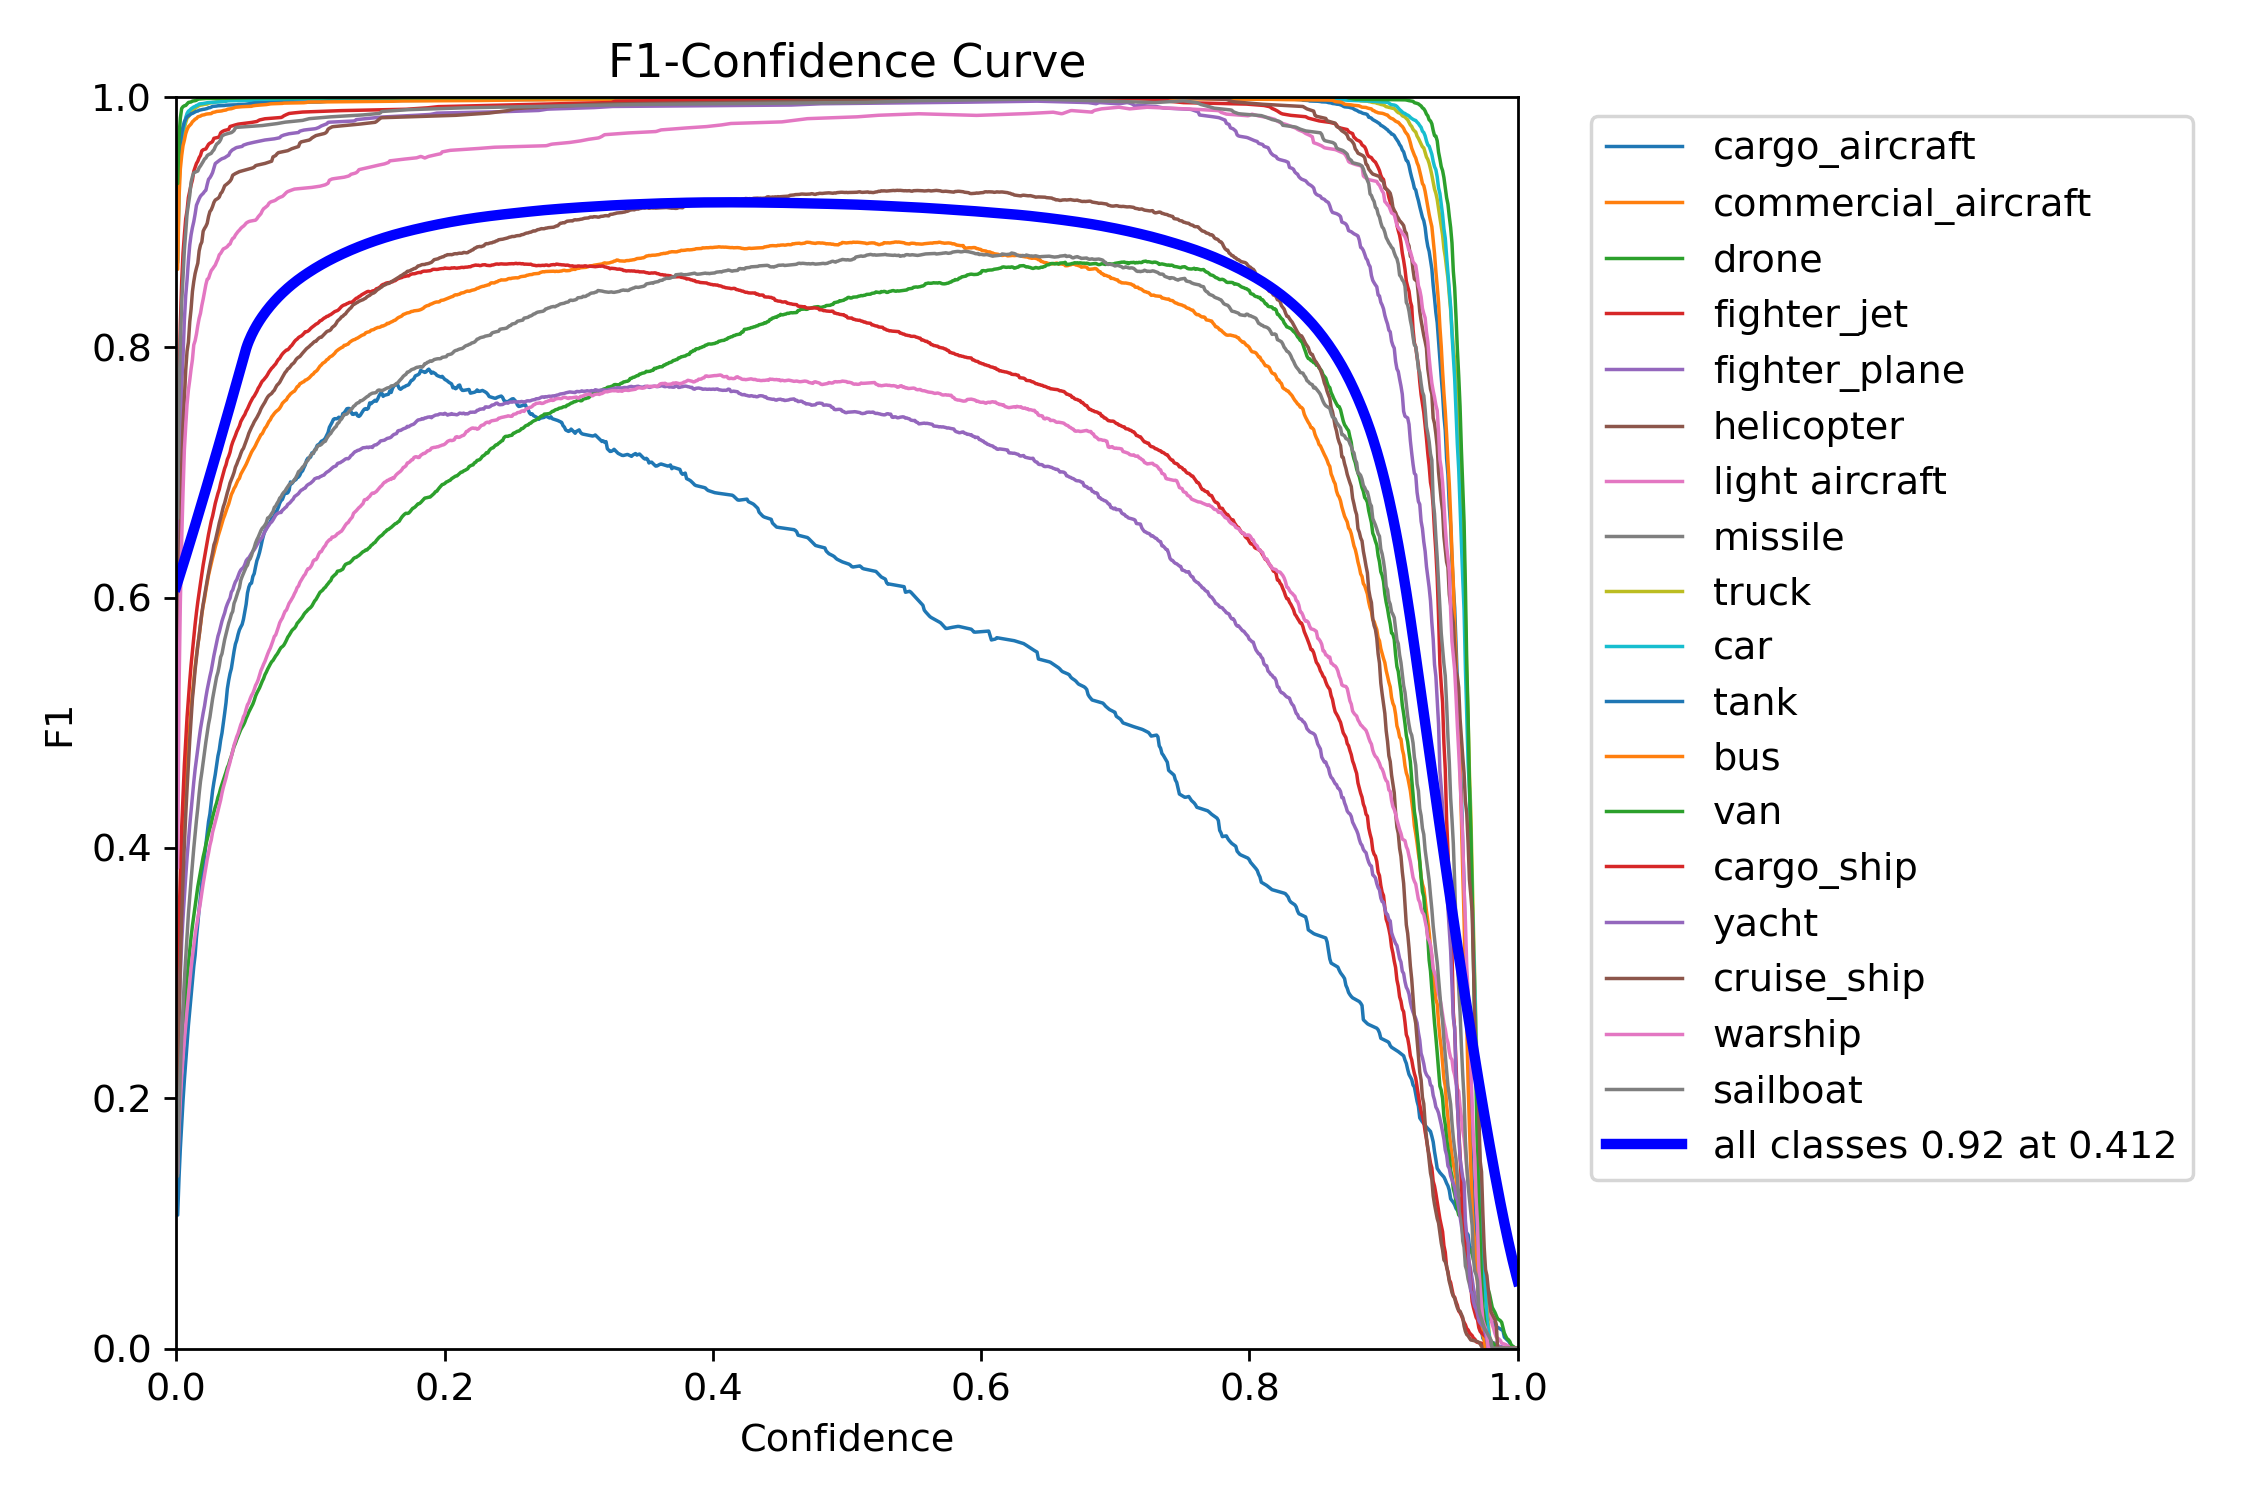 F1-Confidence Curve
1.0
0.8
0.6
0.4
0.2
0.0
F1
0.0 0.2 0.4 0.6 0.8 1.0
Confidence
cargo_aircraft
commercial_aircraft
drone
fighter_jet
fighter_plane
helicopter
light aircraft
missile
truck
car
tank
bus
van
cargo_ship
yacht
cruise_ship
warship
sailboat
all classes 0.92 at 0.412